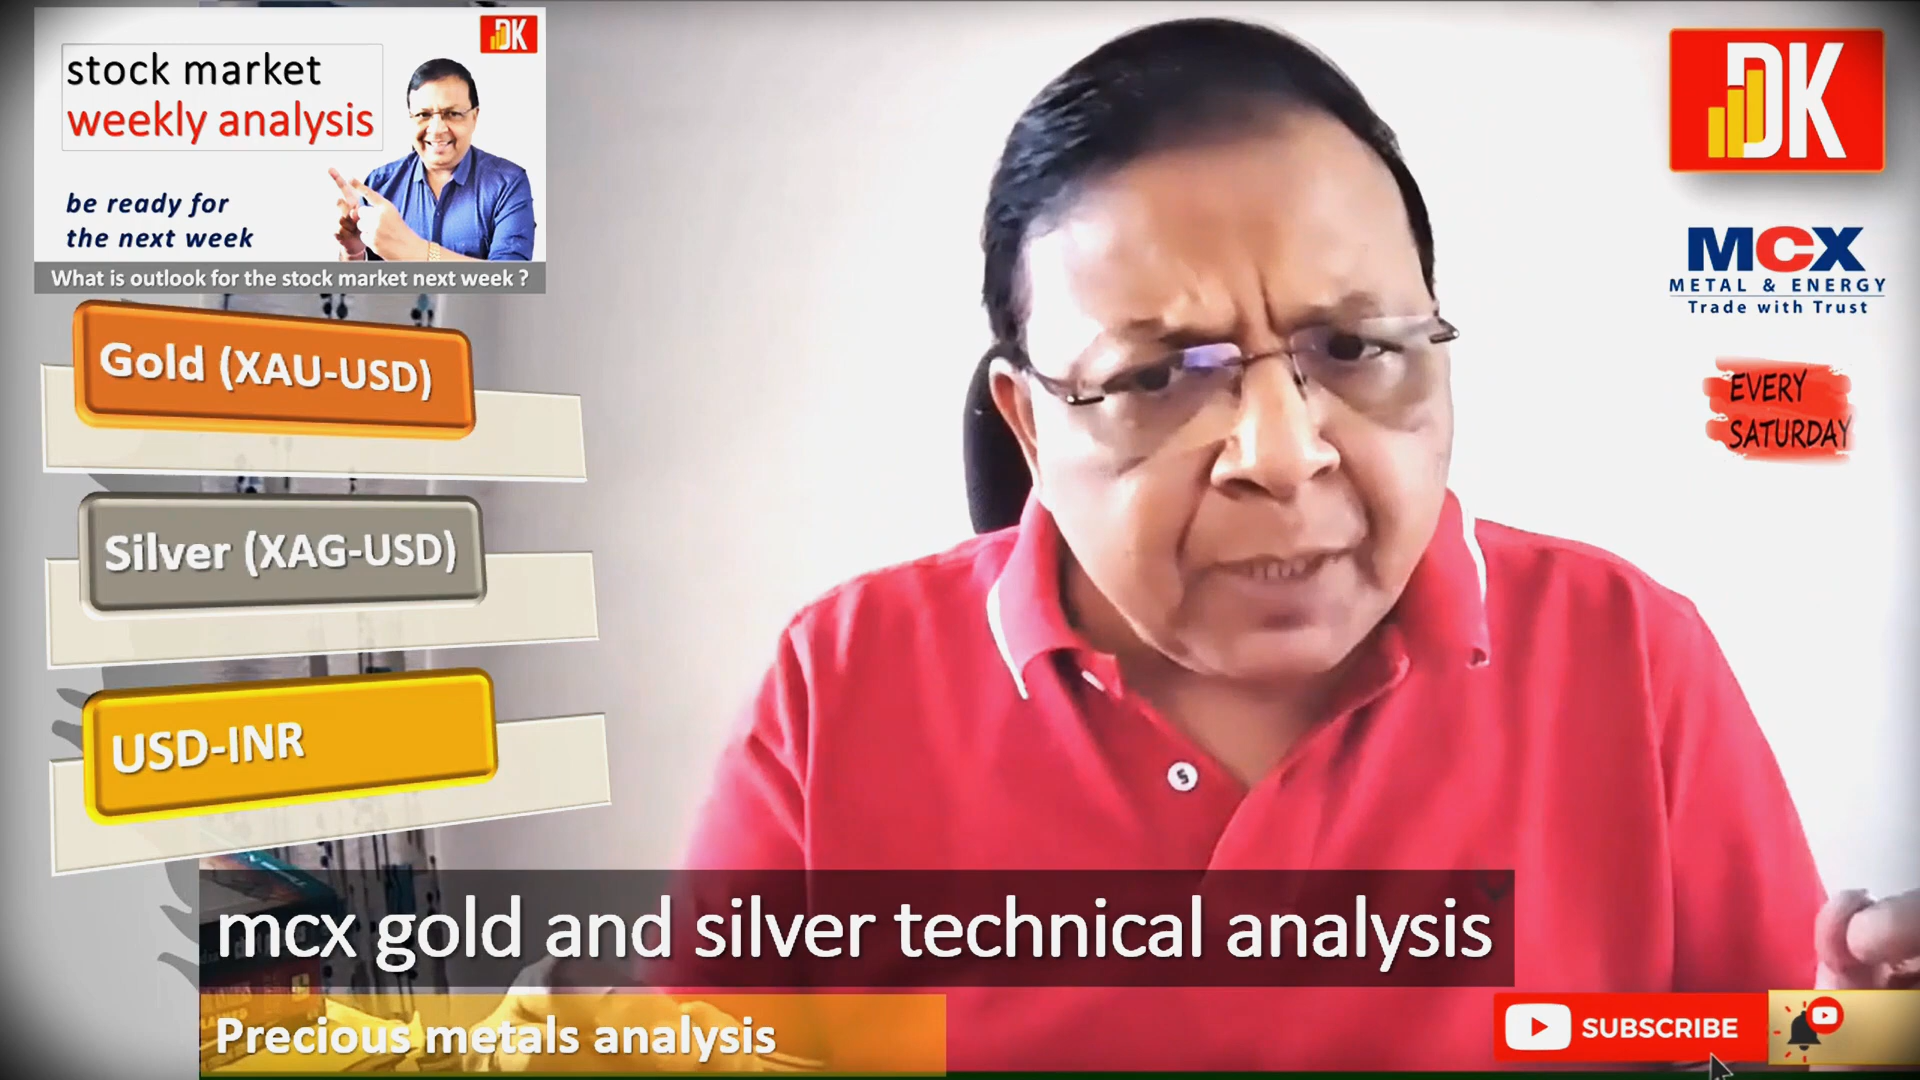 DK
stock market
weekly analysis
be ready for
the next week
What is outlook for the stock market next week ?
DK
MCX
METAL & ENERGY
Trade with Trust
EVERY
SATURDAY
Gold (XAU-USD)
Silver (XAG-USD)
USD-INR
mcx gold and silver technical analysis
Precious metals analysis
SUBSCRIBE